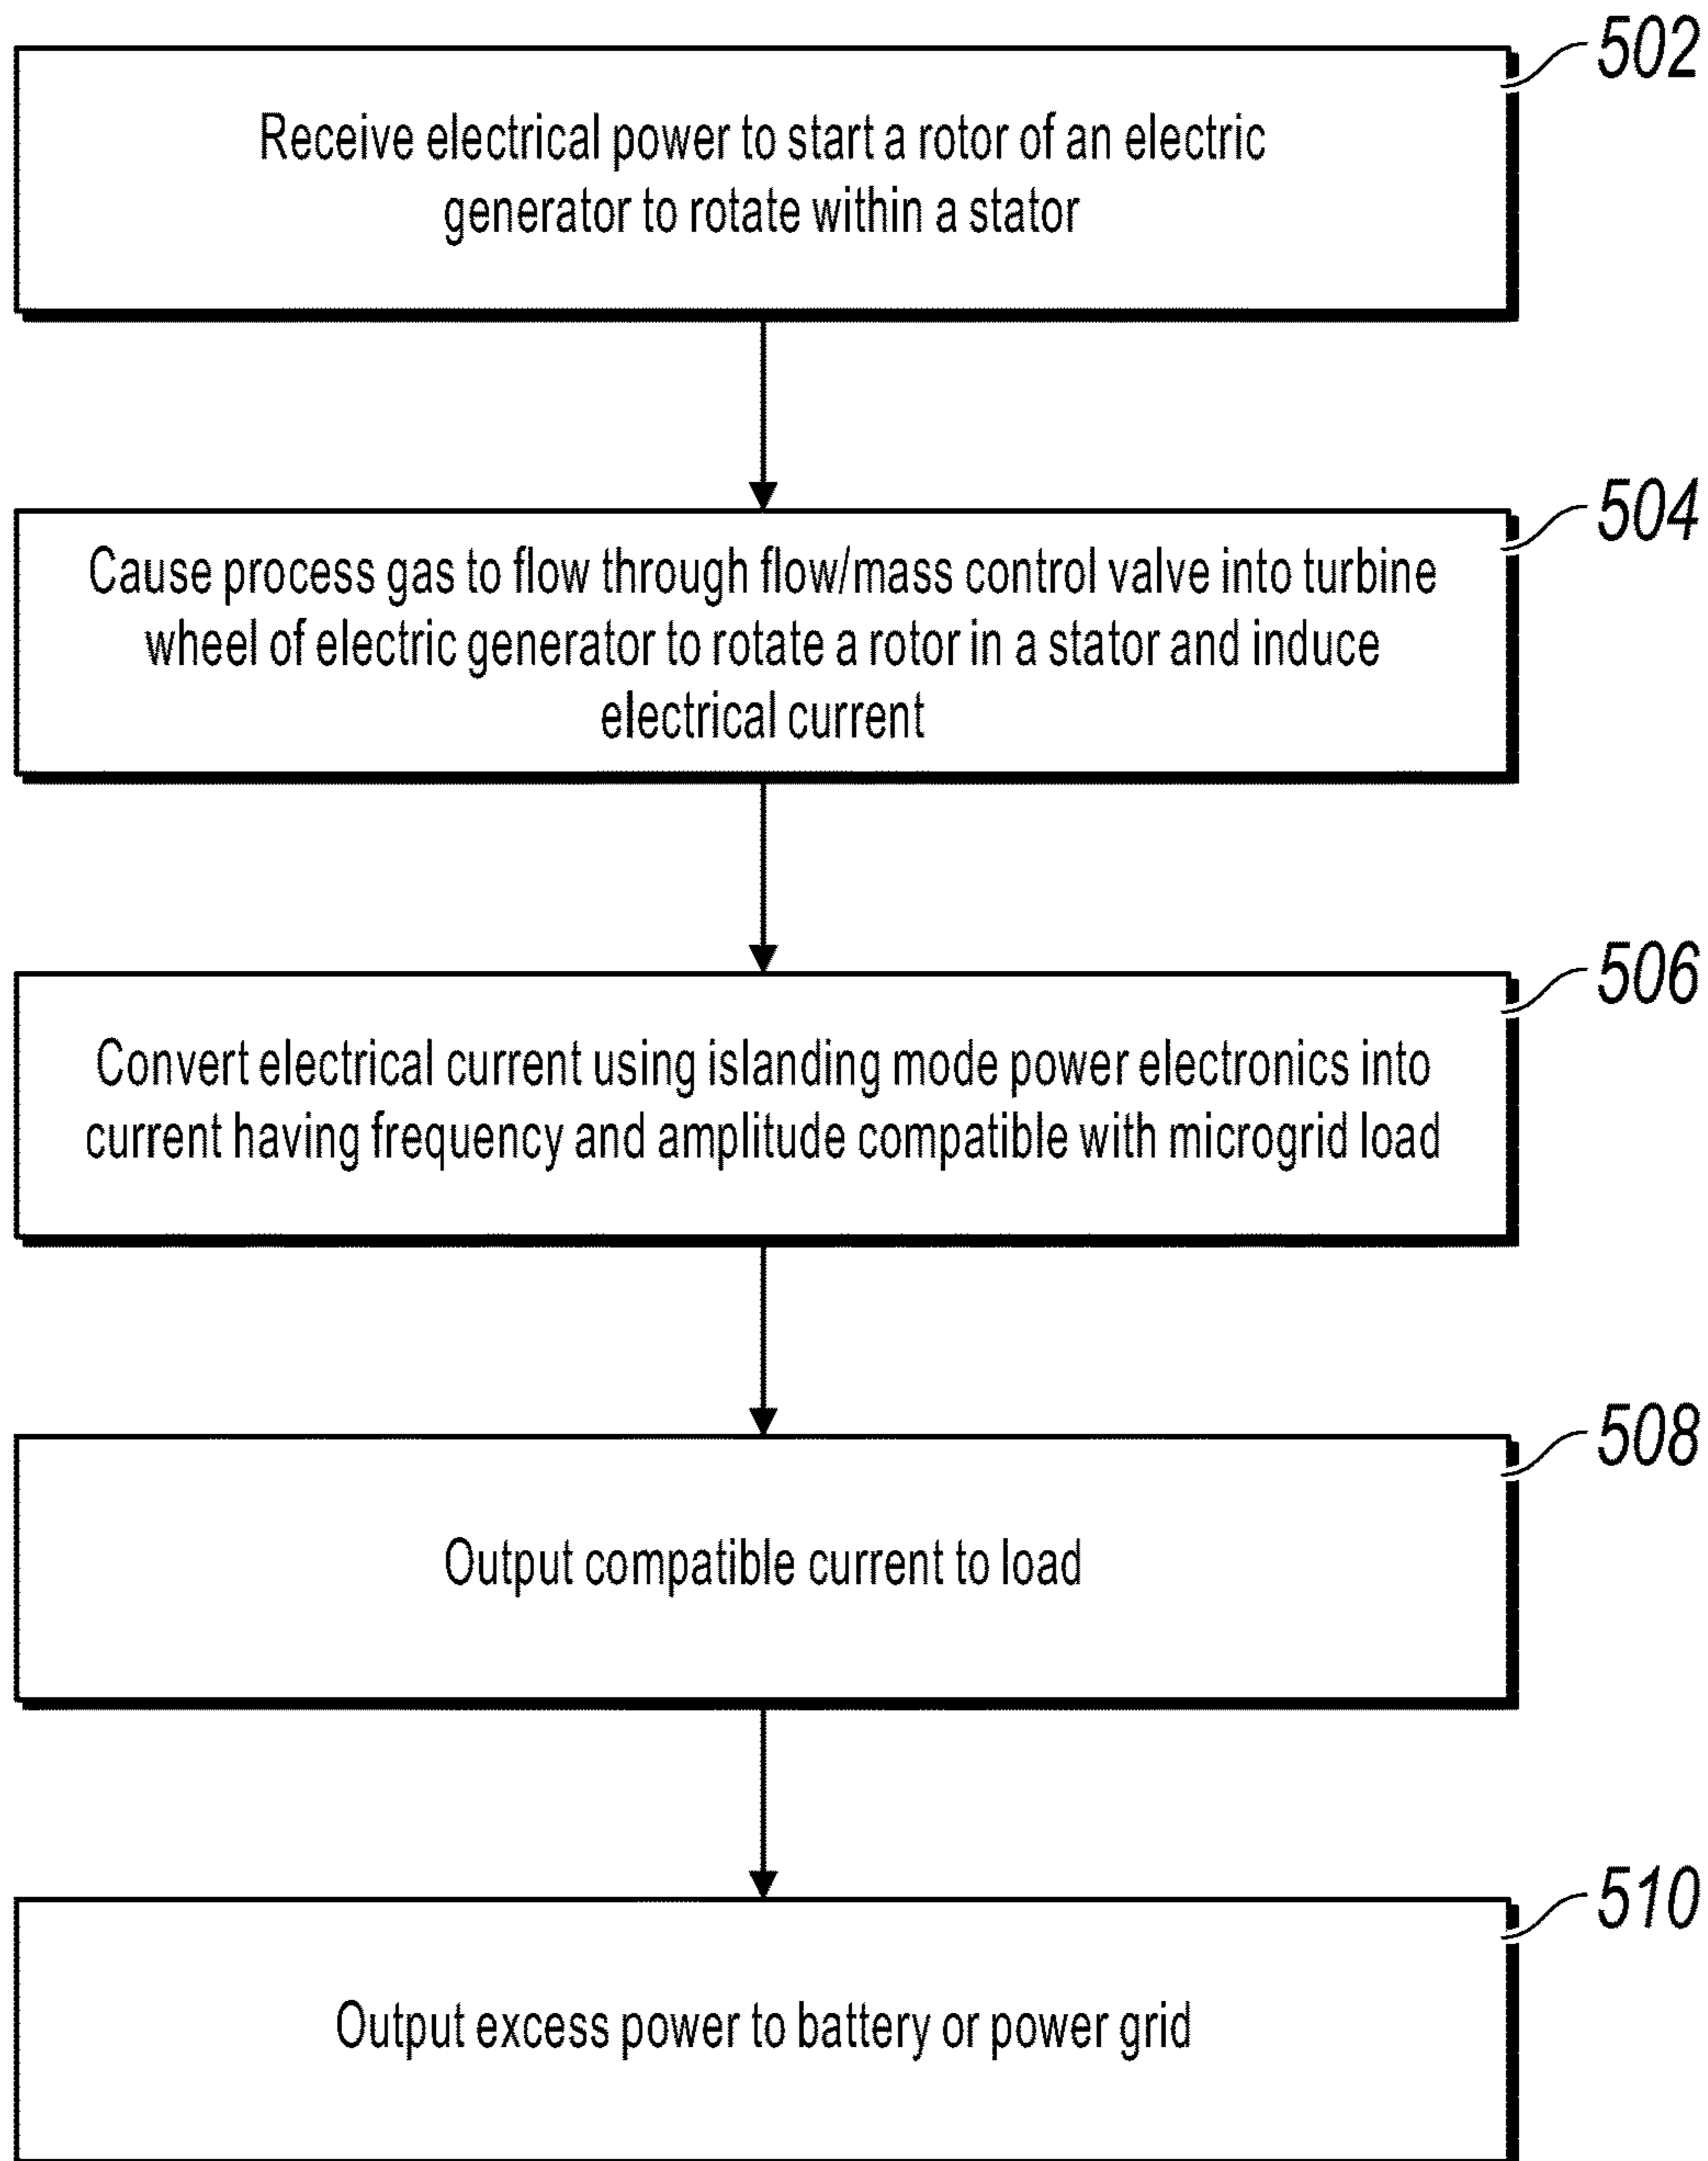 502
Receive electrical power to start a rotor of an electric
generator to rotate within a stator
504
Cause process gas to flow through flow/mass control valve into turbine
wheel of electric generator to rotate a rotor in a stator and induce
electrical current
506
Convert electrical current using islanding mode power electronics into
current having frequency and amplitude compatible with microgrid load
508
Output compatible current to load
510
Output excess power to battery or power grid